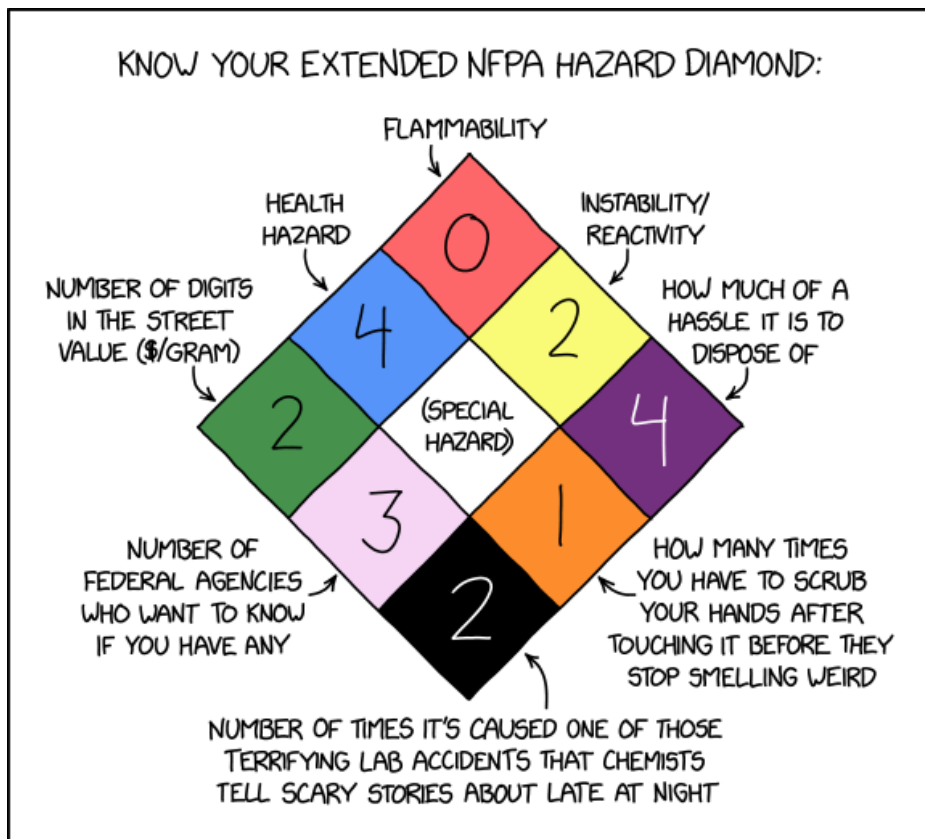 KNOW YOUR EXTENDED NFPA HAZARD DIAMOND:
FLAMMABILITY
0
HEALTH
HAZARD
4
INSTABILITY/
REACTIVITY
2
NUMBER OF DIGITS
IN THE STREET
VALUE ($/GRAM)
2
(SPECIAL
HAZARD)
HOW MUCH OF A
HASSLE IT IS TO
DISPOSE OF
4
NUMBER OF
FEDERAL AGENCIES
WHO WANT TO KNOW
IF YOU HAVE ANY
3
1
HOW MANY TIMES
YOU HAVE TO SCRUB
YOUR HANDS AFTER
TOUCHING IT BEFORE THEY
STOP SMELLING WEIRD
2
NUMBER OF TIMES IT'S CAUSED ONE OF THOSE
TERRIFYING LAB ACCIDENTS THAT CHEMISTS
TELL SCARY STORIES ABOUT LATE AT NIGHT